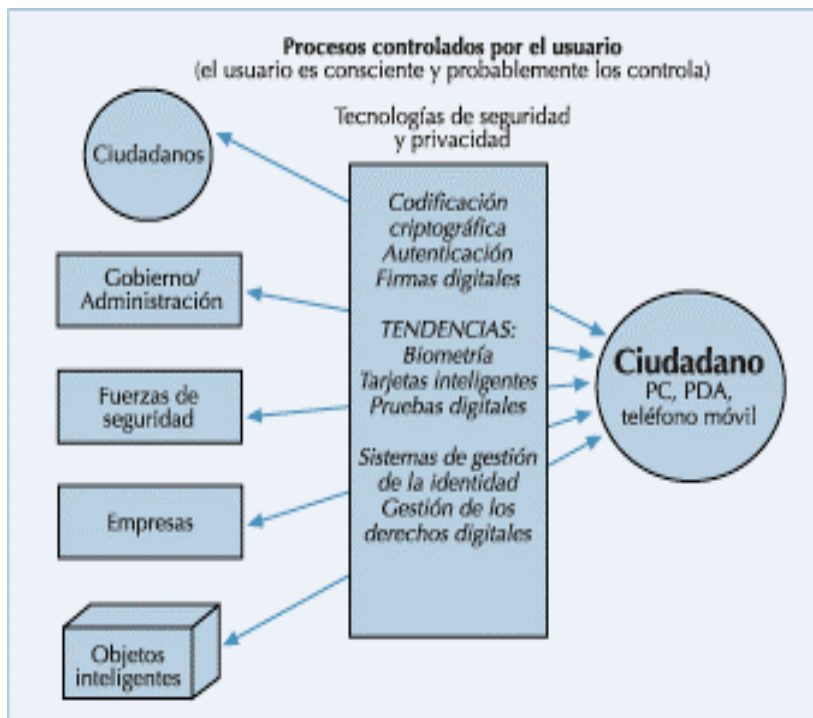 Procesos controlados por el usuario
(el usuario es consciente y probablemente los controla)
Tecnologías de seguridad
y privacidad
Ciudadanos
Gobierno/
Administración
Fuerzas de
seguridad
Empresas
Objetos
inteligentes
Codificación
criptográfica
Autenticación
Firmas digitales
TENDENCIAS:
Biometría
Tarjetas inteligentes
Pruebas digitales
Sistemas de gestión
de la identidad
Gestión de los
derechos digitales
Ciudadano
PC, PDA,
teléfono móvil